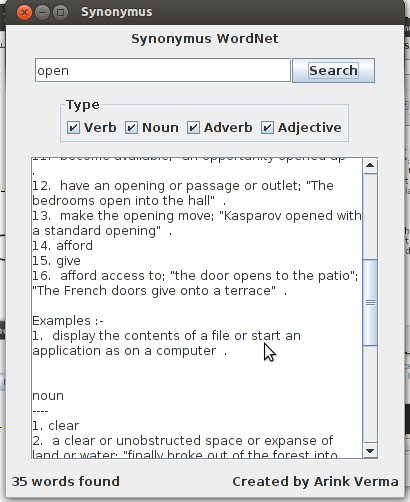 Synonymus
Synonymus WordNet
open
Search
Type
Verb
Noun
Adverb
Adjective
11.  become available; "an opportunity opened up"
.
12.  have an opening or passage or outlet; "The
bedrooms open into the hall"  .
13.  make the opening move; "Kasparov opened with
a standard opening"  .
14. afford
15. give
16.  afford access to; "the door opens to the patio";
"The French doors give onto a terrace"  .
Examples :-
1.  display the contents of a file or start an
application as on a computer  .
noun
----
1. clear
2.  a clear or unobstructed space or expanse of
land or water; "finally broke out of the forest into
35 words found
Created by Arink Verma